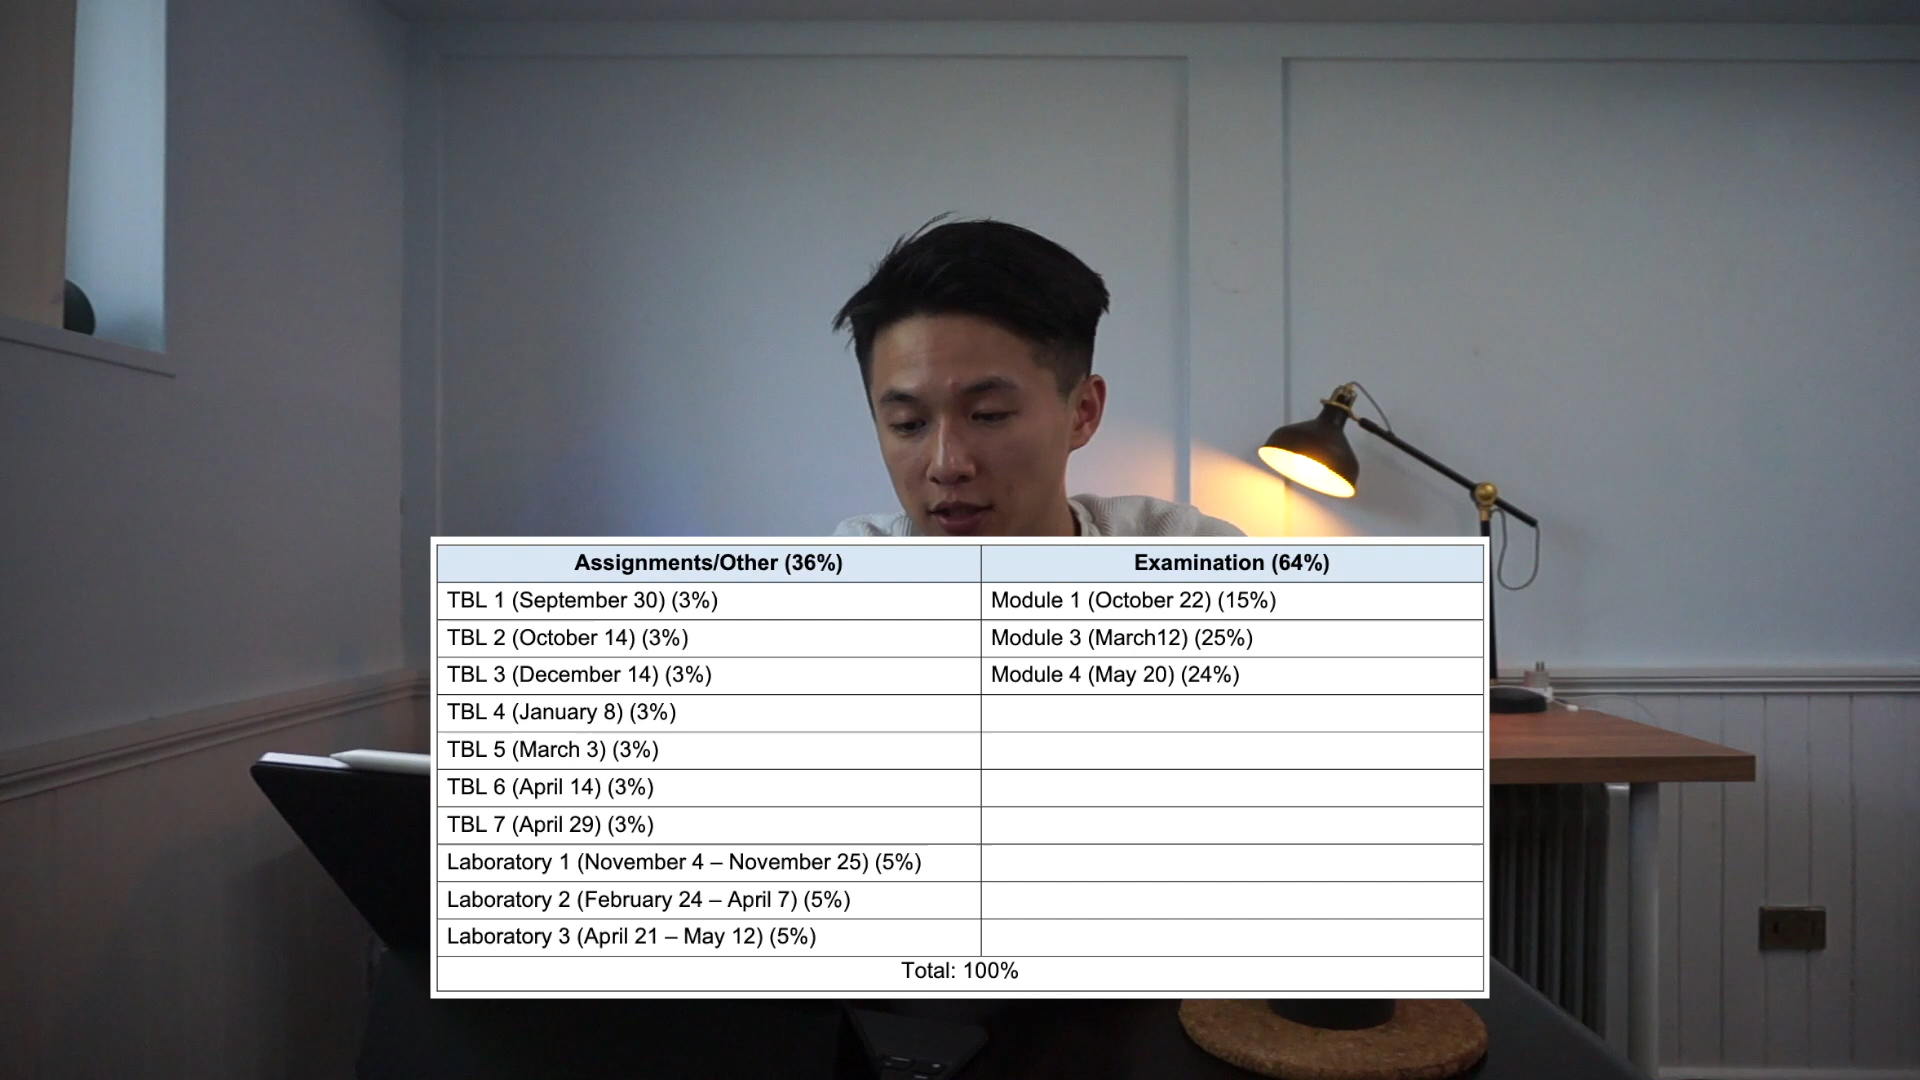 Assignments/Other (36%) Examination (64%)
TBL 1 (September 30) (3%) Module 1 (October 22) (15%)
TBL 2 (October 14) (3%) Module 3 (March12) (25%)
TBL 3 (December 14) (3%) Module 4 (May 20) (24%)
TBL 4 (January 8) (3%)
TBL 5 (March 3) (3%)
TBL 6 (April 14) (3%)
TBL 7 (April 29) (3%)
Laboratory 1 (November 4 – November 25) (5%)
Laboratory 2 (February 24 – April 7) (5%)
Laboratory 3 (April 21 – May 12) (5%)
Total: 100%